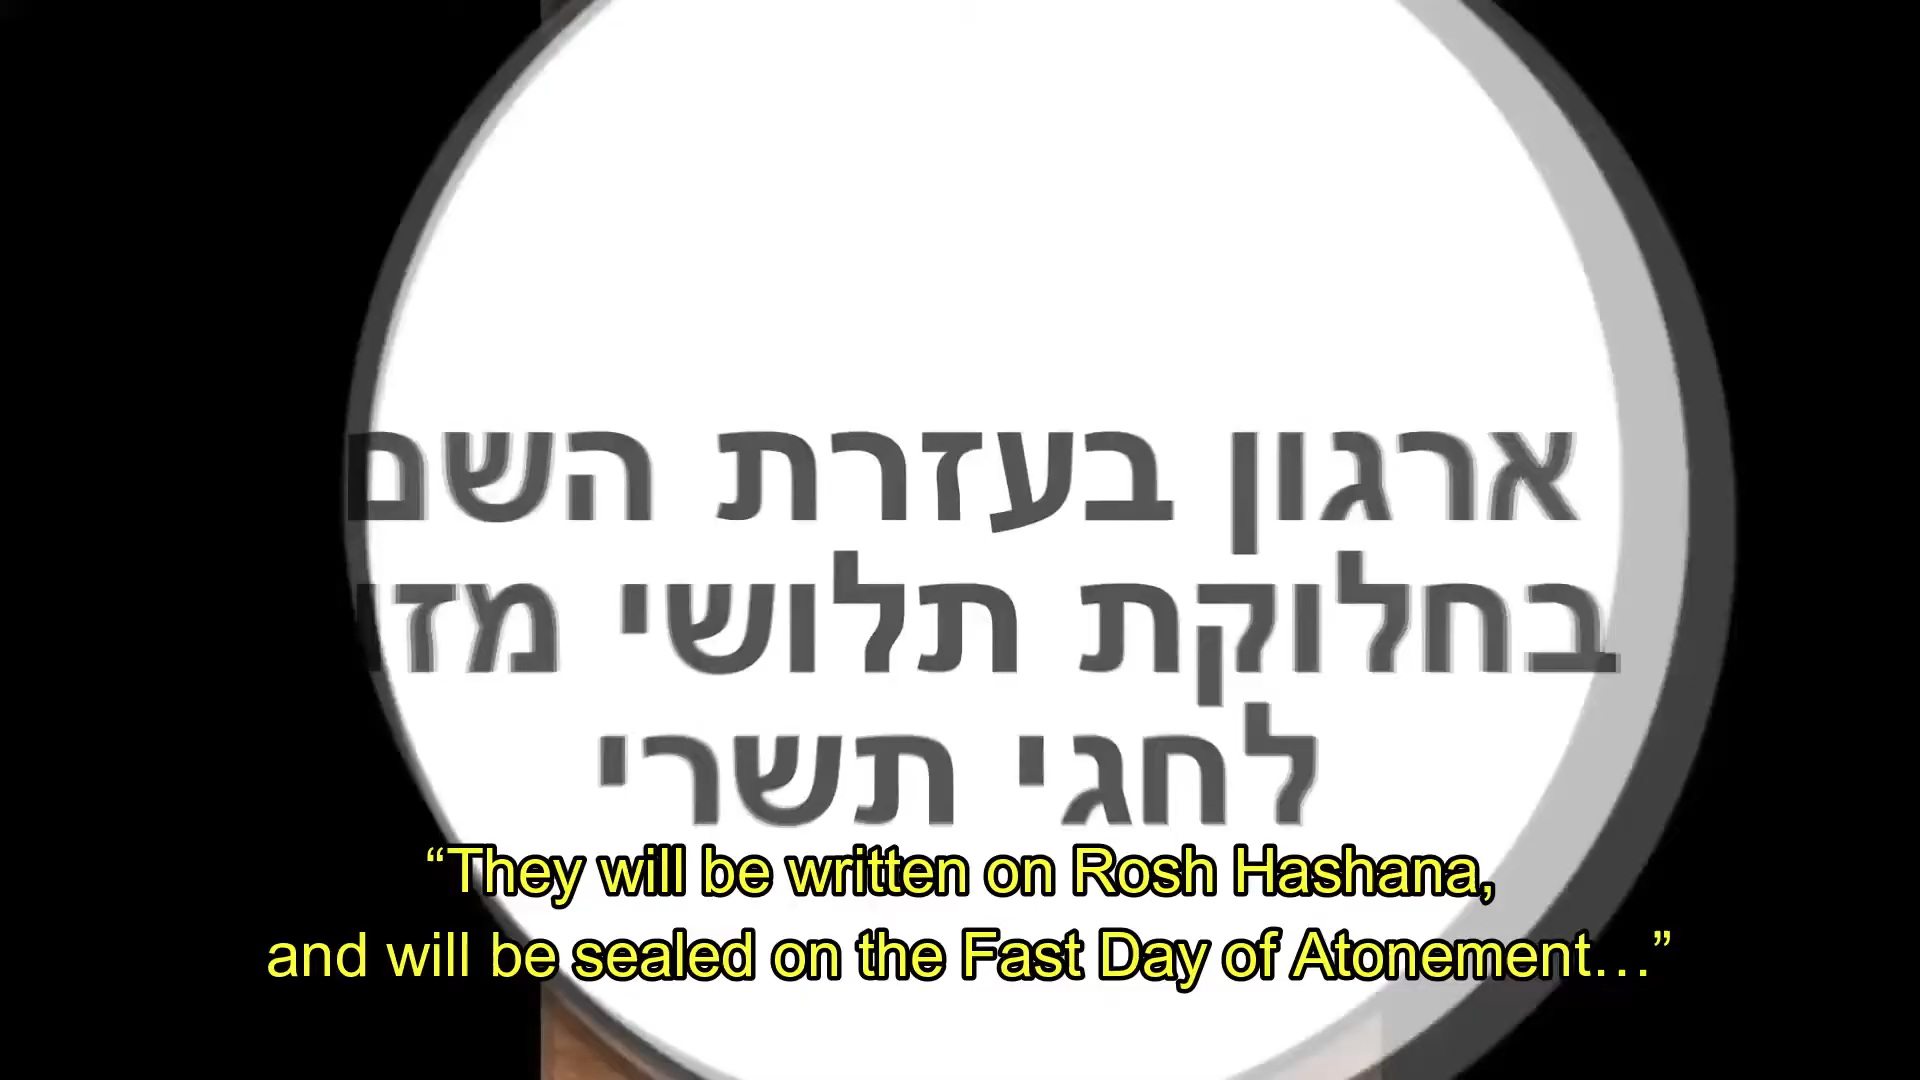 ארגון בעזרת השם
בחלוקת תלושי
לחגי תשרי
“They will be written on Rosh Hashana,
and will be sealed on the Fast Day of Atonement…”